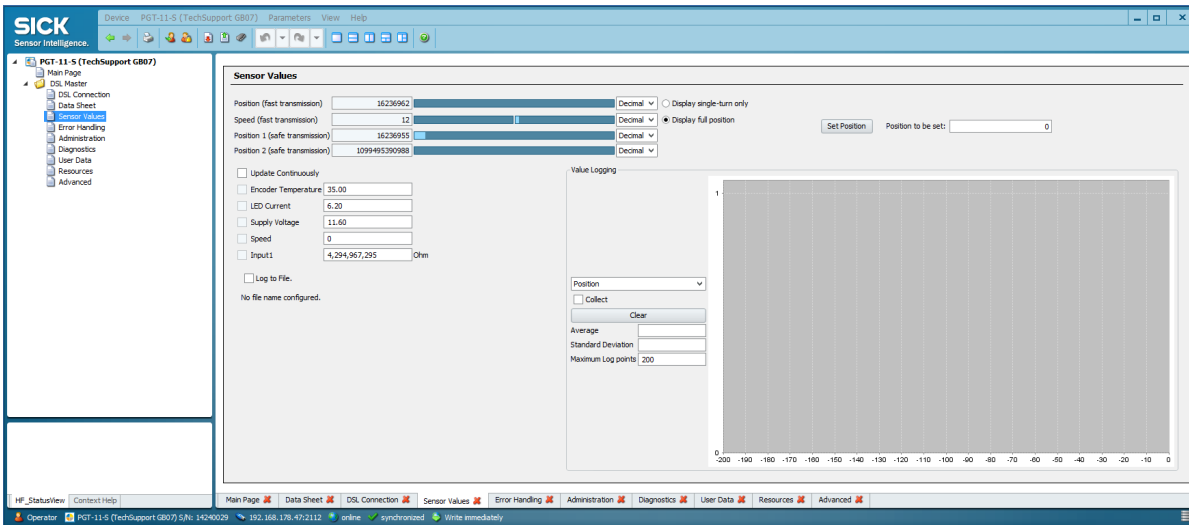 SICK
Sensor Intelligence.
Device PGT-11-S (TechSupport GB07) Parameters View Help
PGT-11-S (TechSupport GB07)
Main Page
DSL Master
DSL Connection
Data Sheet
Sensor Values
Error Handling
Administration
Diagnostics
User Data
Resources
Advanced
Sensor Values
Position (fast transmission) 16236962 Decimal Display single-turn only
Speed (fast transmission) 12 Decimal Display full position
Set Position Position to be set: 0
Position 1 (safe transmission) 16236955 Decimal
Position 2 (safe transmission) 1099495390988 Decimal
Update Continuously
Encoder Temperature 35.00
LED Current 6.20
Supply Voltage 11.60
Speed 0
Input1 4,294,967,295 Ohm
Log to File.
No file name configured.
Value Logging
Position
Collect
Clear
Average
Standard Deviation
Maximum Log points 200
1
0
-200 -190 -180 -170 -160 -150 -140 -130 -120 -110 -100 -90 -80 -70 -60 -50 -40 -30 -20 -10 0
HF_StatusView Context Help
Main Page Data Sheet DSL Connection Sensor Values Error Handling Administration Diagnostics User Data Resources Advanced
Operator PGT-11-S (TechSupport GB07) S/N: 14240029 192.168.178.47:2112 online synchronized Write immediately